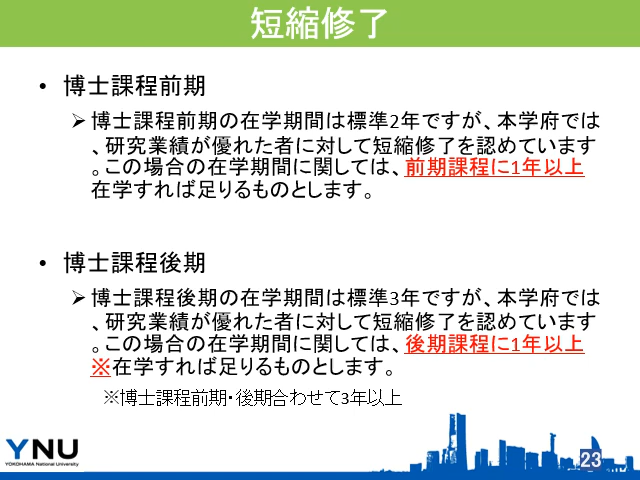 短縮修了
• 博士課程前期
➢ 博士課程前期の在学期間は標準2年ですが、本学府では
、研究業績が優れた者に対して短縮修了を認めています
。この場合の在学期間に関しては、前期課程に1年以上
在学すれば足りるものとします。
• 博士課程後期
➢ 博士課程後期の在学期間は標準3年ですが、本学府では
、研究業績が優れた者に対して短縮修了を認めています
。この場合の在学期間に関しては、後期課程に1年以上
※在学すれば足りるものとします。
※博士課程前期・後期合わせて3年以上
YNU
YOKOHAMA National University
23